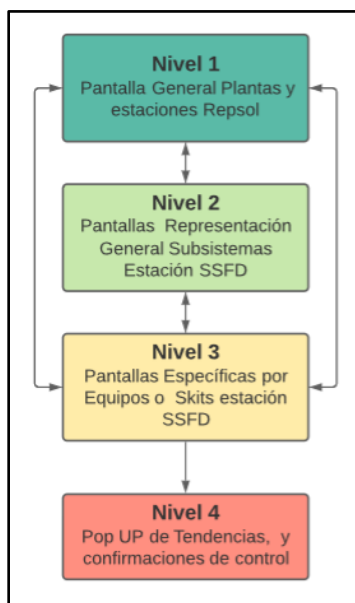 Nivel 1
Pantalla General Plantas y
estaciones Repsol
Nivel 2
Pantallas Representación
General Subsistemas
Estación SSFD
Nivel 3
Pantallas Específicas por
Equipos o Skits estación
SSFD
Nivel 4
Pop UP de Tendencias, y
confirmaciones de control